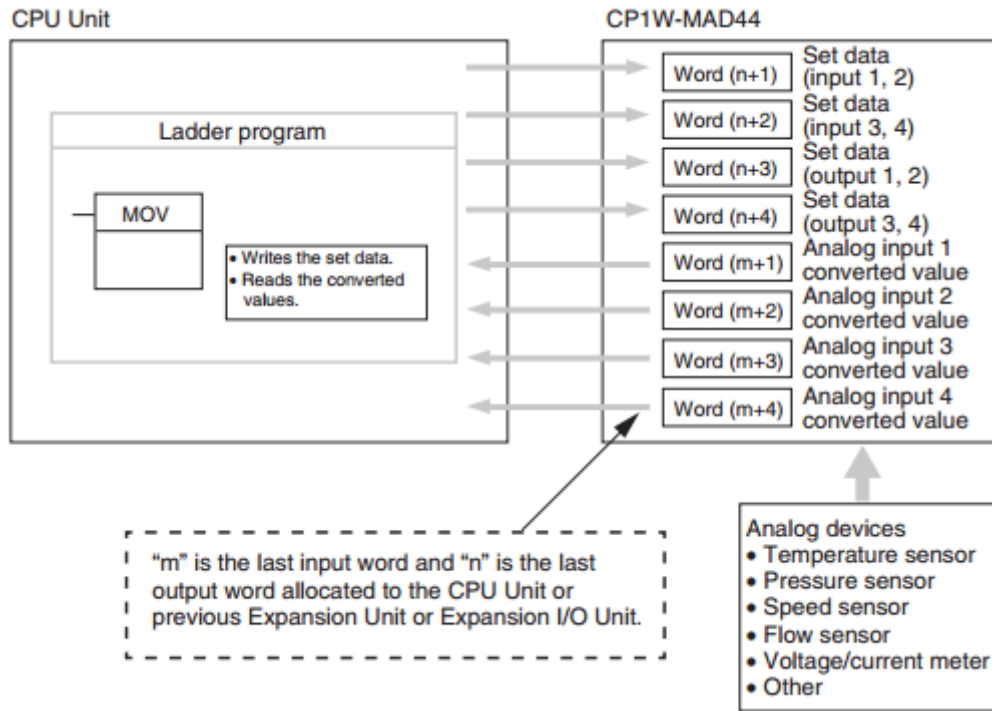 CPU Unit
CP1W-MAD44
Ladder program
MOV
• Writes the set data.
• Reads the converted
values.
Word (n+1)
Set data
(input 1, 2)
Word (n+2)
Set data
(input 3, 4)
Word (n+3)
Set data
(output 1, 2)
Word (n+4)
Set data
(output 3, 4)
Word (m+1)
Analog input 1
converted value
Word (m+2)
Analog input 2
converted value
Word (m+3)
Analog input 3
converted value
Word (m+4)
Analog input 4
converted value
“m” is the last input word and “n” is the last
output word allocated to the CPU Unit or
previous Expansion Unit or Expansion I/O Unit.
Analog devices
• Temperature sensor
• Pressure sensor
• Speed sensor
• Flow sensor
• Voltage/current meter
• Other